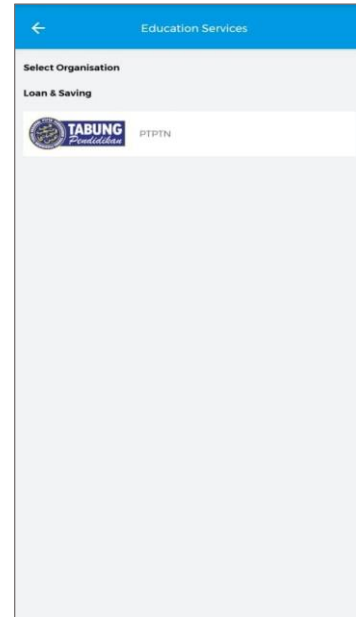 Education Services
Select Organisation
Loan & Saving
TABUNG
Pendidikan
PTPTN